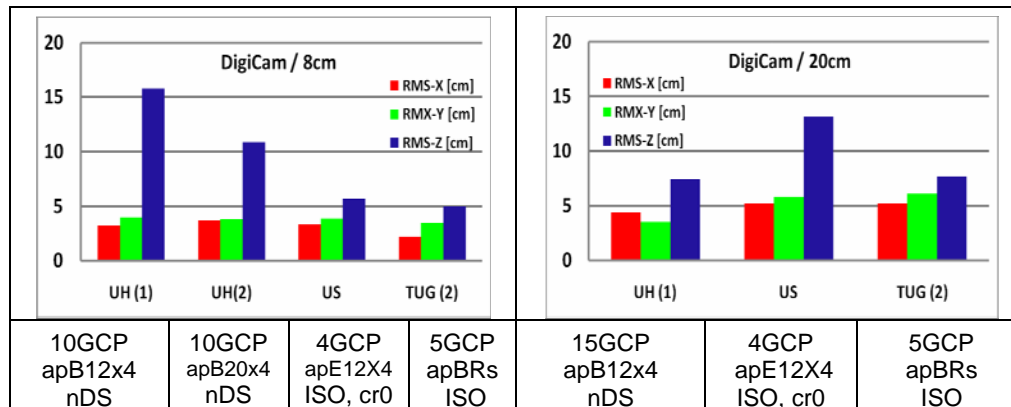 20
DigiCam / 8cm
RMS-X [cm]
15
RMX-Y [cm]
RMS-Z [cm]
10
5
0
UH (1) UH(2) US TUG (2)
20
DigiCam / 20cm
RMS-X [cm]
15
RMX-Y [cm]
RMS-Z [cm]
10
5
0
UH (1) US TUG (2)
10GCP 10GCP 4GCP 5GCP 15GCP 4GCP 5GCP
apB12x4 apB20x4 apE12X4 apBRs apB12x4 apE12X4 apBRs
nDS nDS ISO, cr0 ISO nDS ISO, cr0 ISO